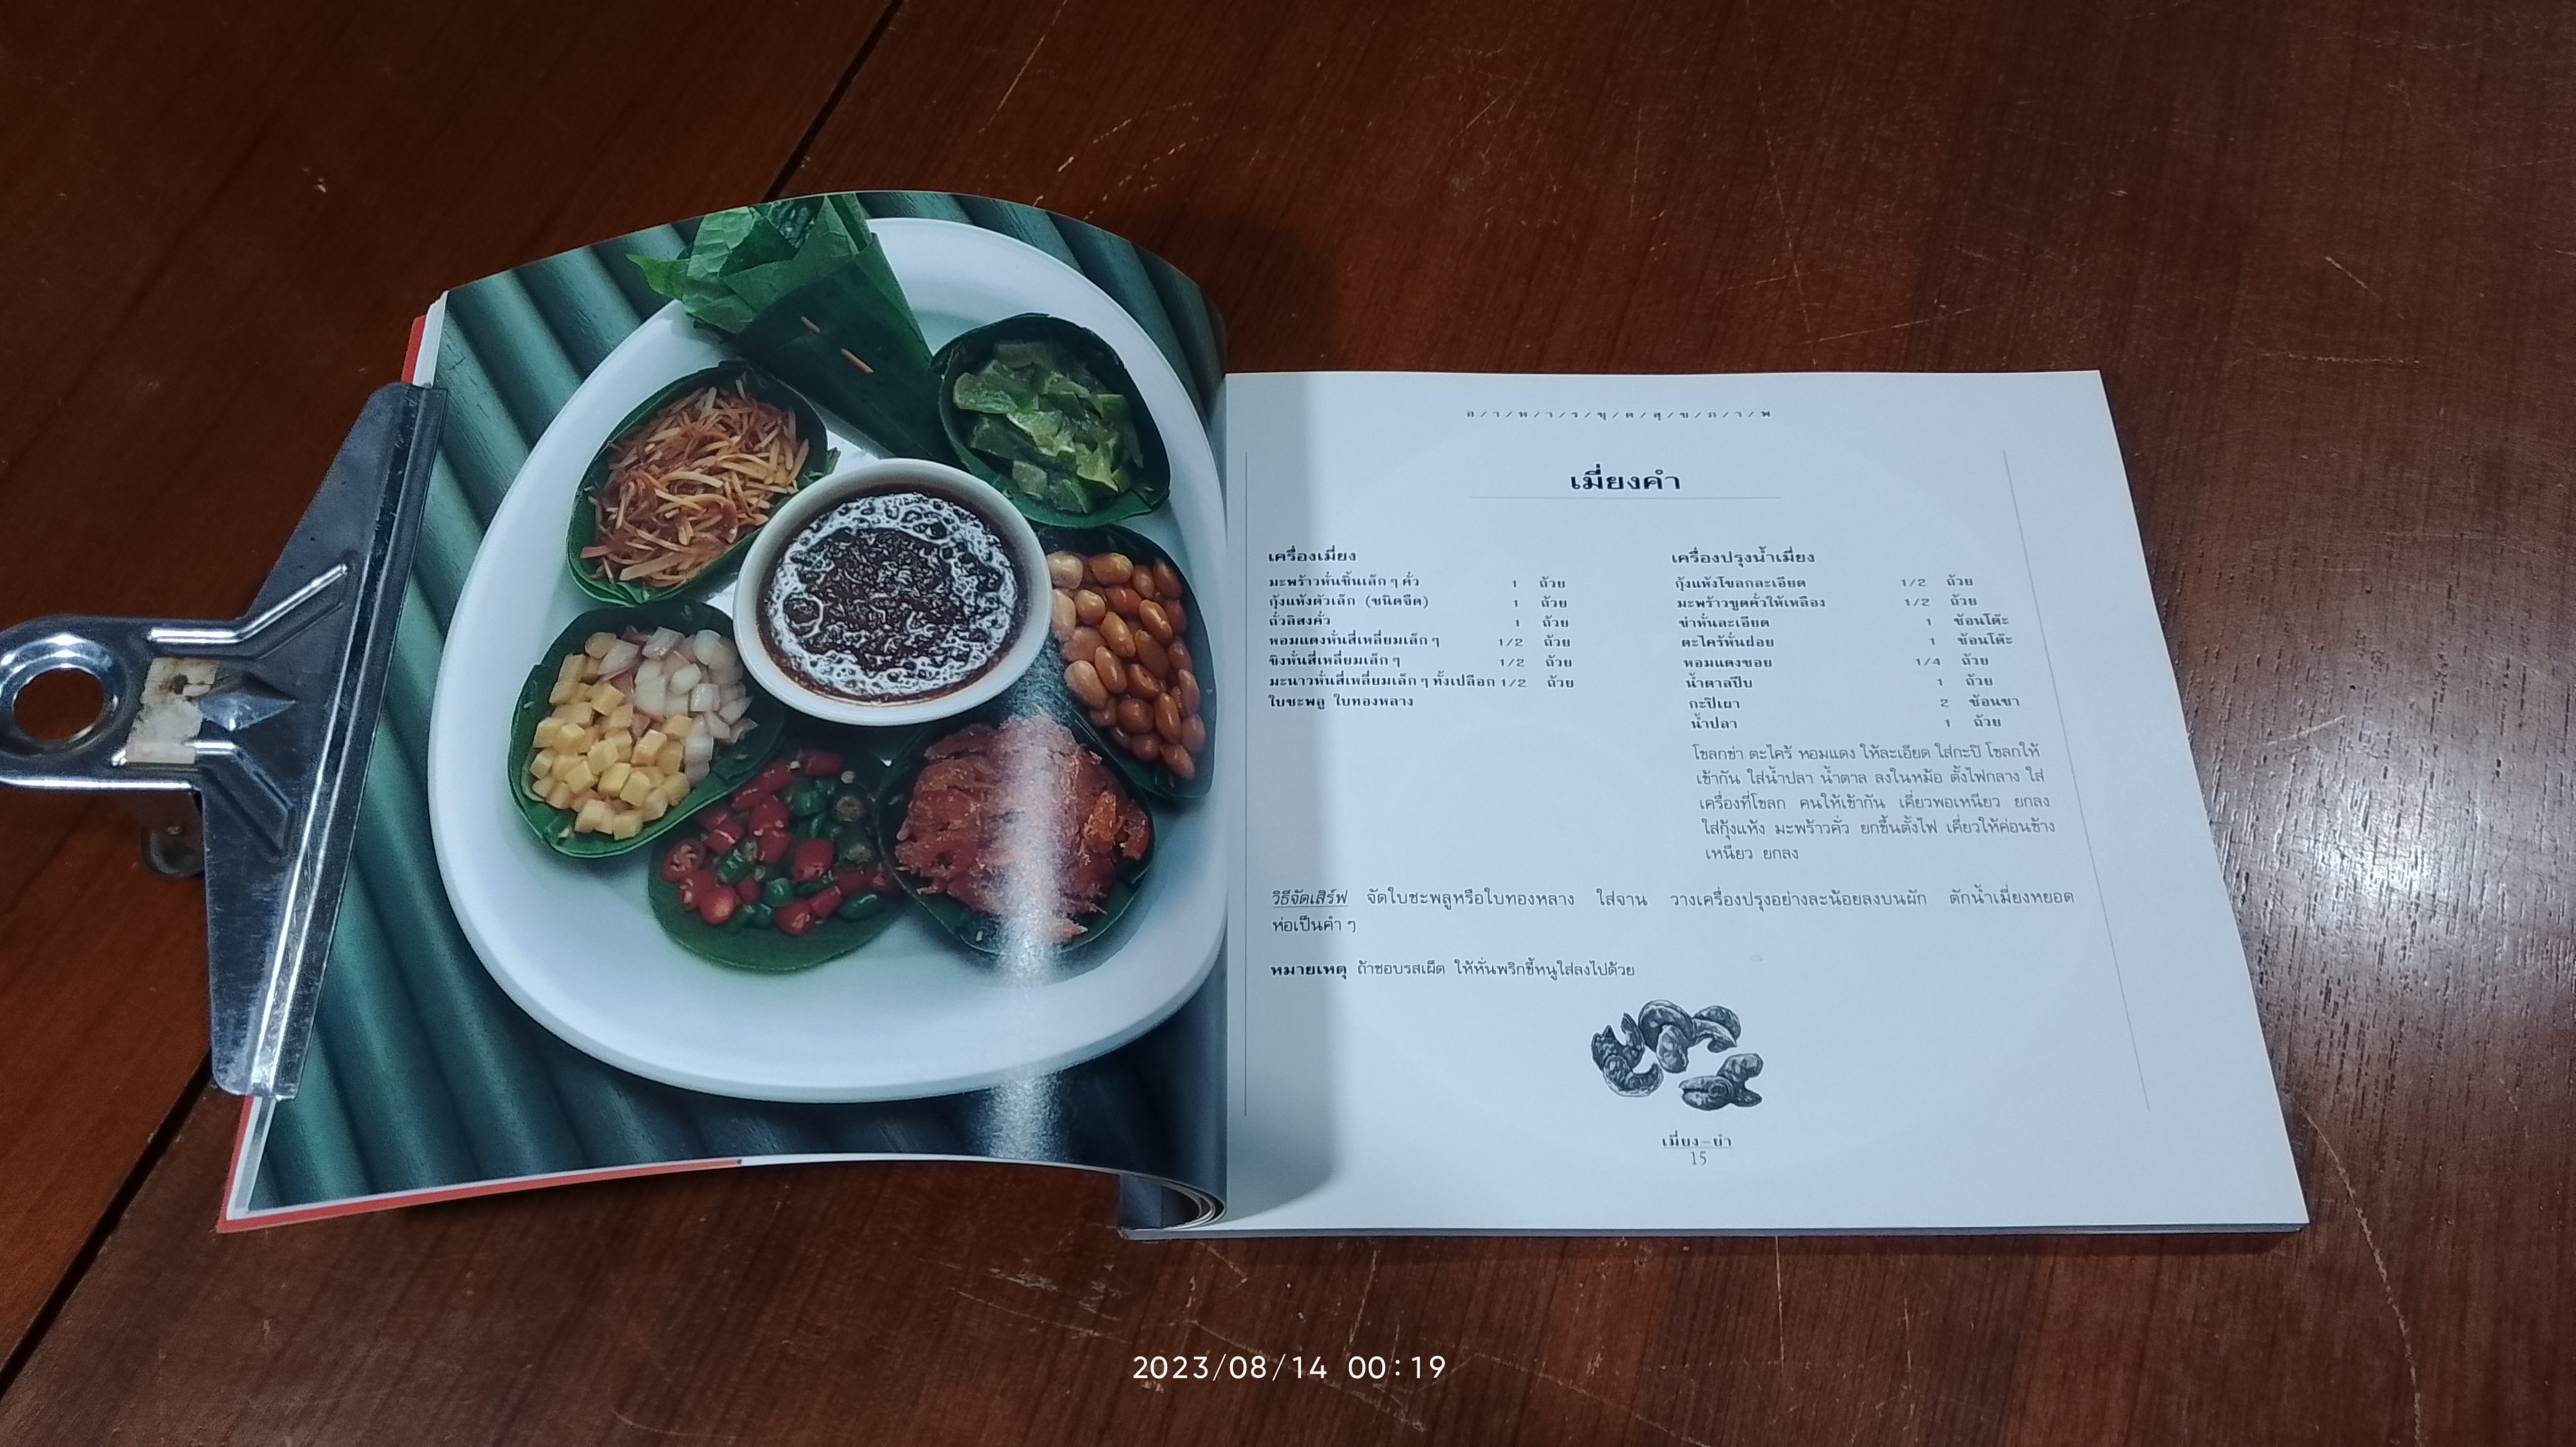 อ/า/ห/า/ร/ชุ/ด/สุ/ข/ภ/า/พ
เมี่ยงคำ
เครื่องเมี่ยง
มะพร้าวหั่นชิ้นเล็ก ๆ คั่ว 1 ถ้วย
กุ้งแห้งตัวเล็ก (ชนิดจืด) 1 ถ้วย
ถั่วลิสงคั่ว 1 ถ้วย
หอมแดงหั่นสี่เหลี่ยมเล็ก ๆ 1/2 ถ้วย
ขิงหั่นสี่เหลี่ยมเล็ก ๆ 1/2 ถ้วย
มะนาวหั่นสี่เหลี่ยมเล็ก ๆ ทั้งเปลือก 1/2 ถ้วย
ใบชะพลู ใบทองหลาง
เครื่องปรุงน้ำเมี่ยง
กุ้งแห้งโขลกละเอียด 1/2 ถ้วย
มะพร้าวขูดคั่วให้เหลือง 1/2 ถ้วย
ข่าหั่นละเอียด 1 ช้อนโต๊ะ
ตะไคร้หั่นฝอย 1 ช้อนโต๊ะ
หอมแดงซอย 1/4 ถ้วย
น้ำตาลปีบ 1 ถ้วย
กะปิเผา 2 ช้อนชา
น้ำปลา 1 ถ้วย
โขลกข่า ตะไคร้ หอมแดง ให้ละเอียด ใส่กะปิ โขลกให้
เข้ากัน ใส่น้ำปลา น้ำตาล ลงในหม้อ ตั้งไฟกลาง ใส่
เครื่องที่โขลก คนให้เข้ากัน เคี่ยวพอเหนียว ยกลง
ใส่กุ้งแห้ง มะพร้าวคั่ว ยกขึ้นตั้งไฟ เคี่ยวให้ค่อนข้าง
เหนียว ยกลง
วิธีจัดเสิร์ฟ จัดใบชะพลูหรือใบทองหลาง ใส่จาน วางเครื่องปรุงอย่างละน้อยลงบนผัก ตักน้ำเมี่ยงหยอด
ห่อเป็นคำ ๆ
หมายเหตุ ถ้าชอบรสเผ็ด ให้หั่นพริกขี้หนูใส่ลงไปด้วย
เมี่ยง-ยำ
15
2023/08/14 00:19